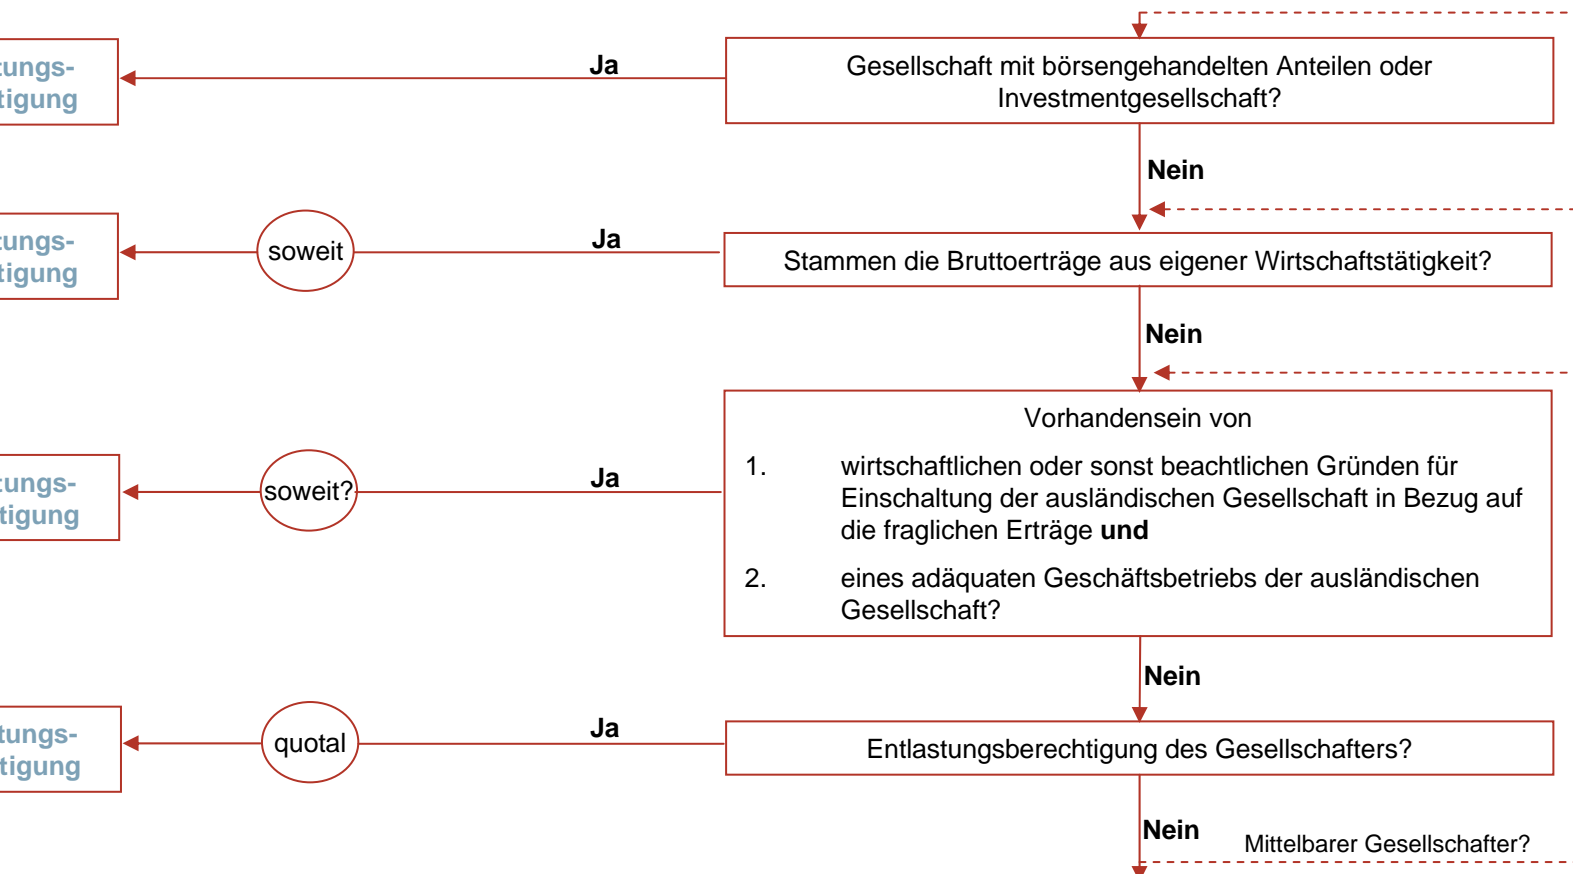 Ja
Gesellschaft mit börsengehandelten Anteilen oder
Investmentgesellschaft?
tungs-
tigung
Nein
tungs-
tigung
soweit
Ja
Stammen die Bruttoerträge aus eigener Wirtschaftstätigkeit?
Nein
Vorhandensein von
1. wirtschaftlichen oder sonst beachtlichen Gründen für
Einschaltung der ausländischen Gesellschaft in Bezug auf
die fraglichen Erträge und
2. eines adäquaten Geschäftsbetriebs der ausländischen
Gesellschaft?
tungs-
tigung
soweit?
Ja
Nein
tungs-
tigung
quotal
Ja
Entlastungsberechtigung des Gesellschafters?
Nein
Mittelbarer Gesellschafter?